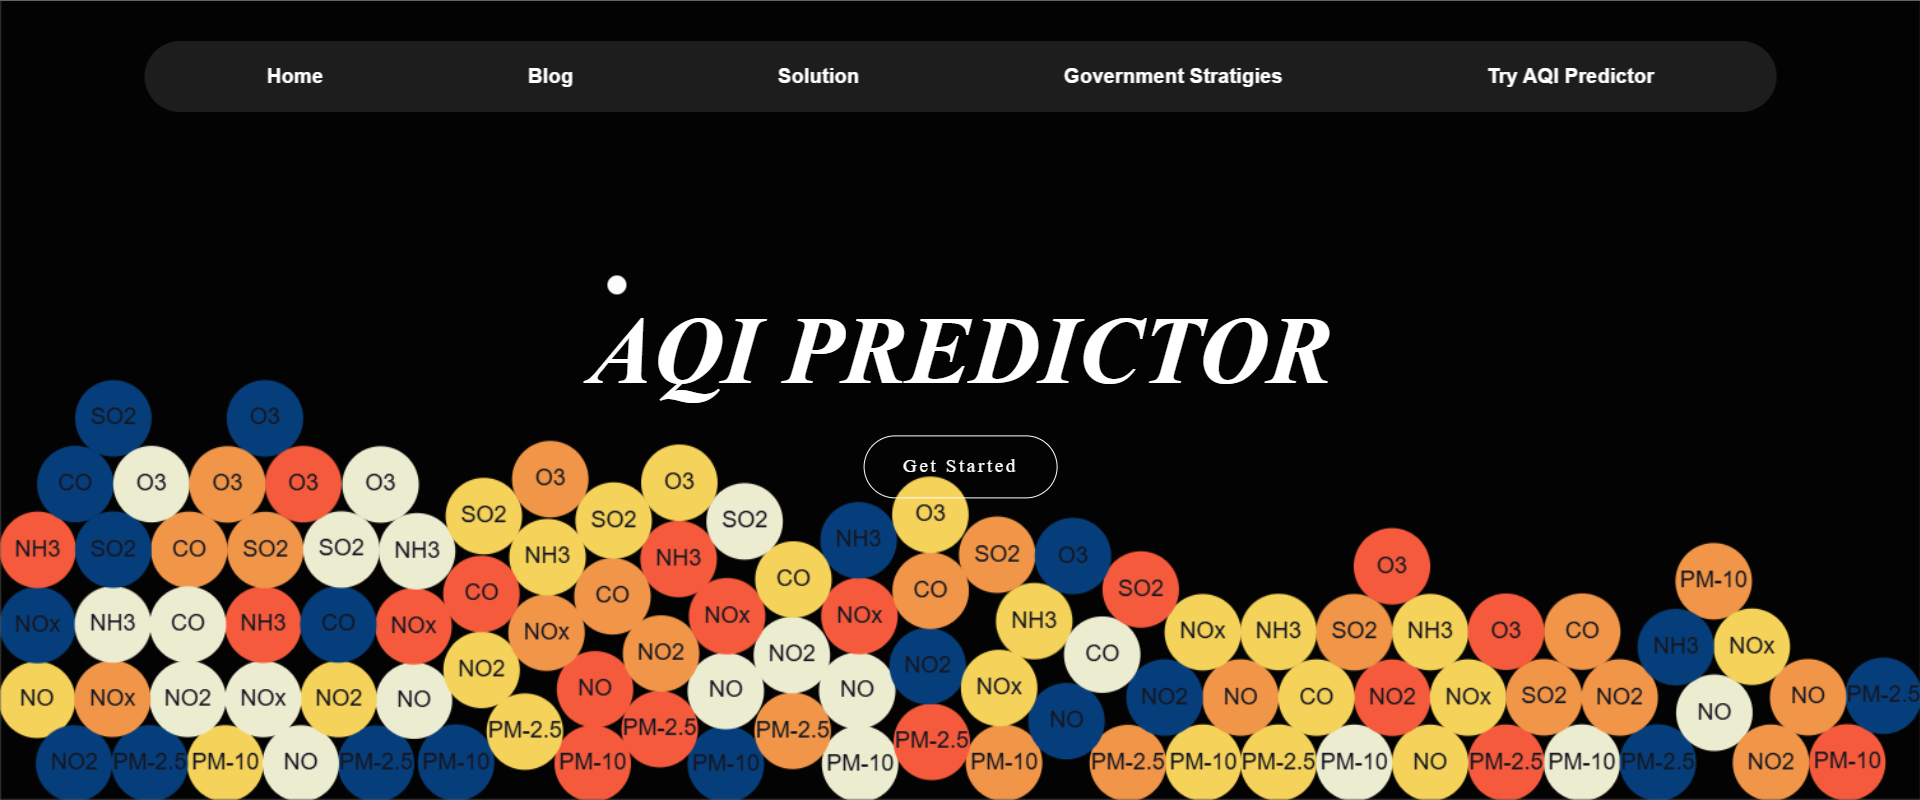 Home Blog Solution Government Stratigies Try AQI Predictor
AQI PREDICTOR
SO2 O3
Get Started
CO O3 O3 O3 O3 O3 O3
SO2 SO2 SO2 O3
NH3 SO2 CO SO2 SO2 NH3 NH3 NH3 NH3 SO2 O3
O3
CO CO CO CO SO2 PM-10
NOx NH3 CO NH3 CO NOx NOx NOx NOx NH3 NOx NH3 SO2 NH3 O3 CO
NO2 NO2 NO2 CO NH3 NOx
NO NOx NO2 NOx NO2 NO NO NO NO NOx NO2 NO CO NO2 NOx SO2 NO2 NO PM-2.5
PM-2.5 PM-2.5 PM-2.5 PM-2.5 NO NO
NO2 PM-2.5 PM-10 NO PM-2.5 PM-10 PM-10 PM-10 PM-10 PM-10 PM-2.5 PM-10 PM-2.5 PM-10 NO PM-2.5 PM-10 PM-2.5 NO2 PM-10